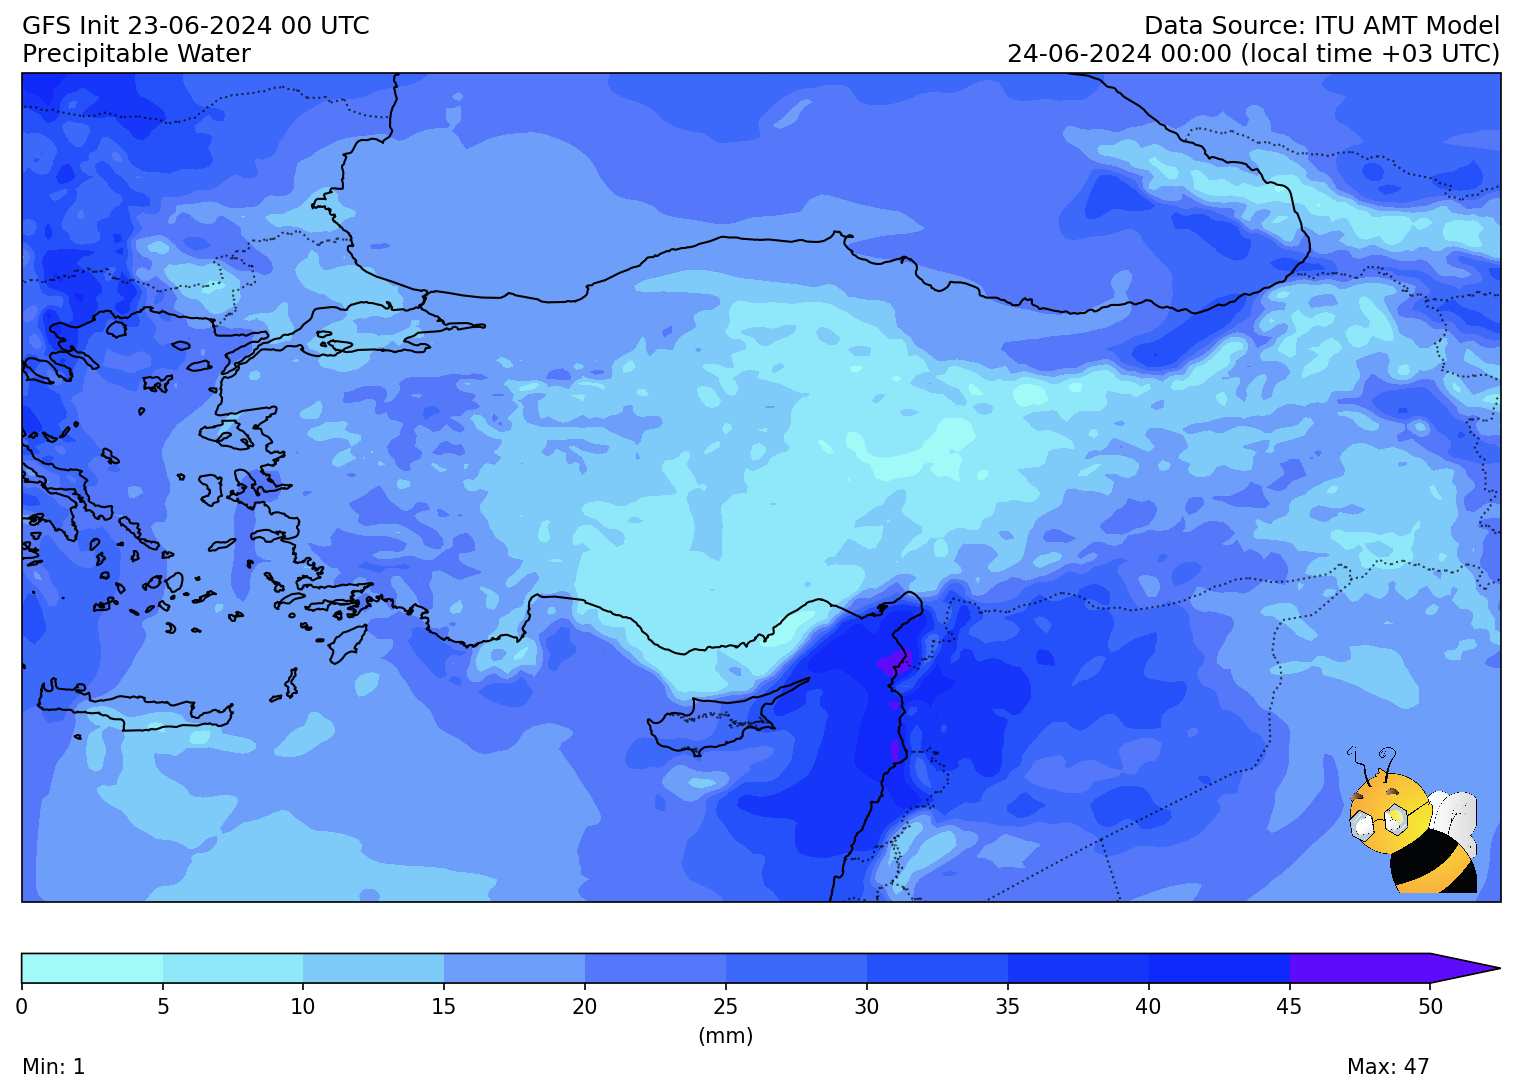 GFS Init 23-06-2024 00 UTC
Data Source: ITU AMT Model
Precipitable Water
24-06-2024 00:00 (local time +03 UTC)
0 5 10 15 20 25 30 35 40 45 50
(mm)
Min: 1
Max: 47